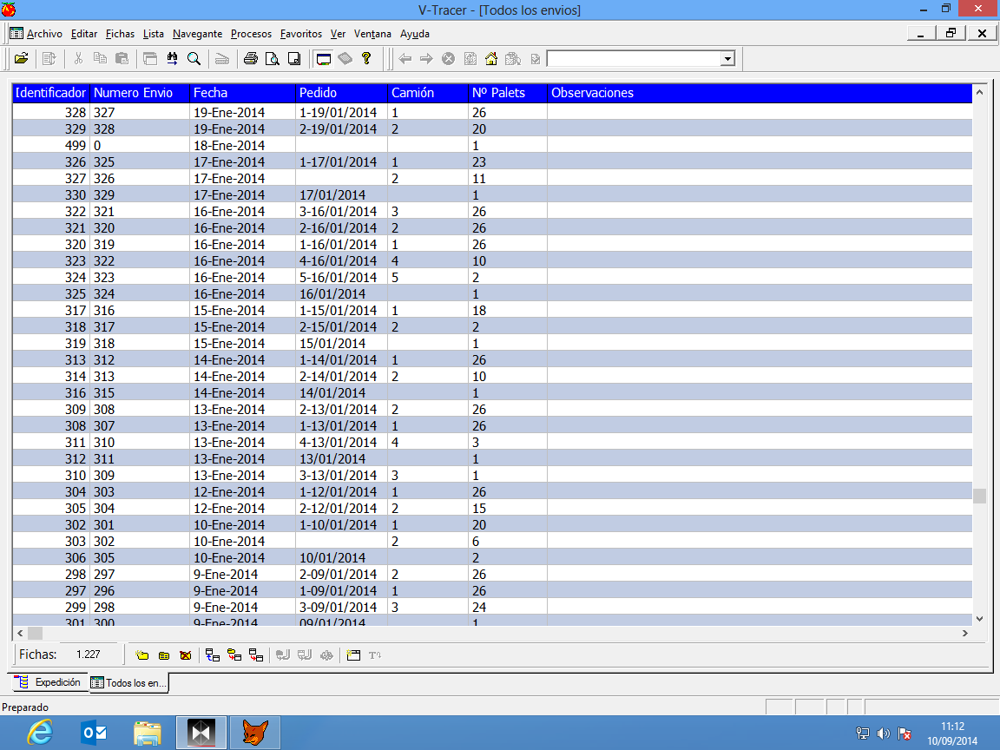 V-Tracer - [Todos los envios]
Archivo Editar Fichas Lista Navegante Procesos Favoritos Ver Ventana Ayuda
Identificador Numero Envio Fecha Pedido Camión Nº Palets Observaciones
328 327 19-Ene-2014 1-19/01/2014 1 26
329 328 19-Ene-2014 2-19/01/2014 2 20
499 0 18-Ene-2014 1
326 325 17-Ene-2014 1-17/01/2014 1 23
327 326 17-Ene-2014 2 11
330 329 17-Ene-2014 17/01/2014 1
322 321 16-Ene-2014 3-16/01/2014 3 26
321 320 16-Ene-2014 2-16/01/2014 2 26
320 319 16-Ene-2014 1-16/01/2014 1 26
323 322 16-Ene-2014 4-16/01/2014 4 10
324 323 16-Ene-2014 5-16/01/2014 5 2
325 324 16-Ene-2014 16/01/2014 1
317 316 15-Ene-2014 1-15/01/2014 1 18
318 317 15-Ene-2014 2-15/01/2014 2 2
319 318 15-Ene-2014 15/01/2014 1
313 312 14-Ene-2014 1-14/01/2014 1 26
314 313 14-Ene-2014 2-14/01/2014 2 10
316 315 14-Ene-2014 14/01/2014 1
309 308 13-Ene-2014 2-13/01/2014 2 26
308 307 13-Ene-2014 1-13/01/2014 1 26
311 310 13-Ene-2014 4-13/01/2014 4 3
312 311 13-Ene-2014 13/01/2014 1
310 309 13-Ene-2014 3-13/01/2014 3 1
304 303 12-Ene-2014 1-12/01/2014 1 26
305 304 12-Ene-2014 2-12/01/2014 2 15
302 301 10-Ene-2014 1-10/01/2014 1 20
303 302 10-Ene-2014 2 6
306 305 10-Ene-2014 10/01/2014 2
298 297 9-Ene-2014 2-09/01/2014 2 26
297 296 9-Ene-2014 1-09/01/2014 1 26
299 298 9-Ene-2014 3-09/01/2014 3 24
301 300 9-Ene-2014 09/01/2014 1
Fichas: 1.227
Expedición Todos los en...
Preparado
11:12
10/09/2014